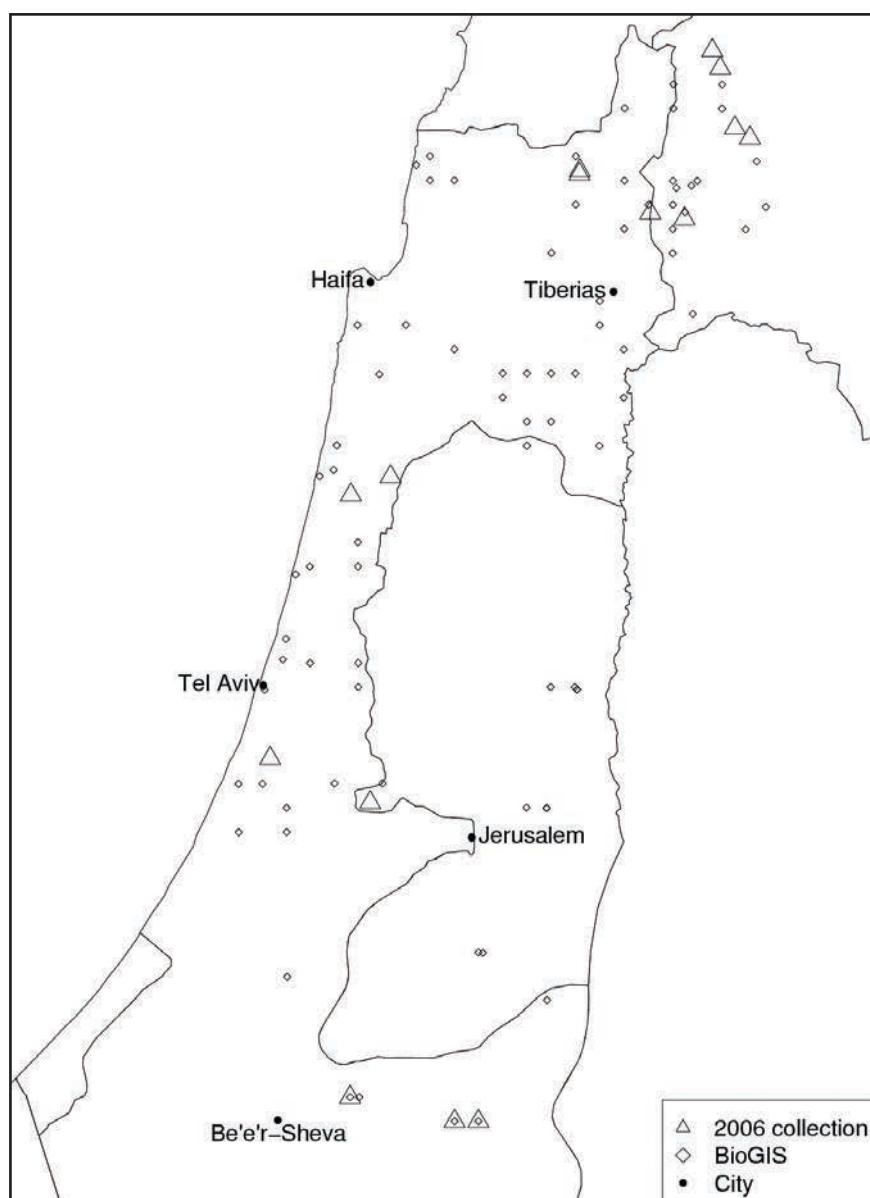 Haifa
Tiberias
Tel Aviv
Jerusalem
Be'e'r–Sheva
2006 collection
BioGIS
City